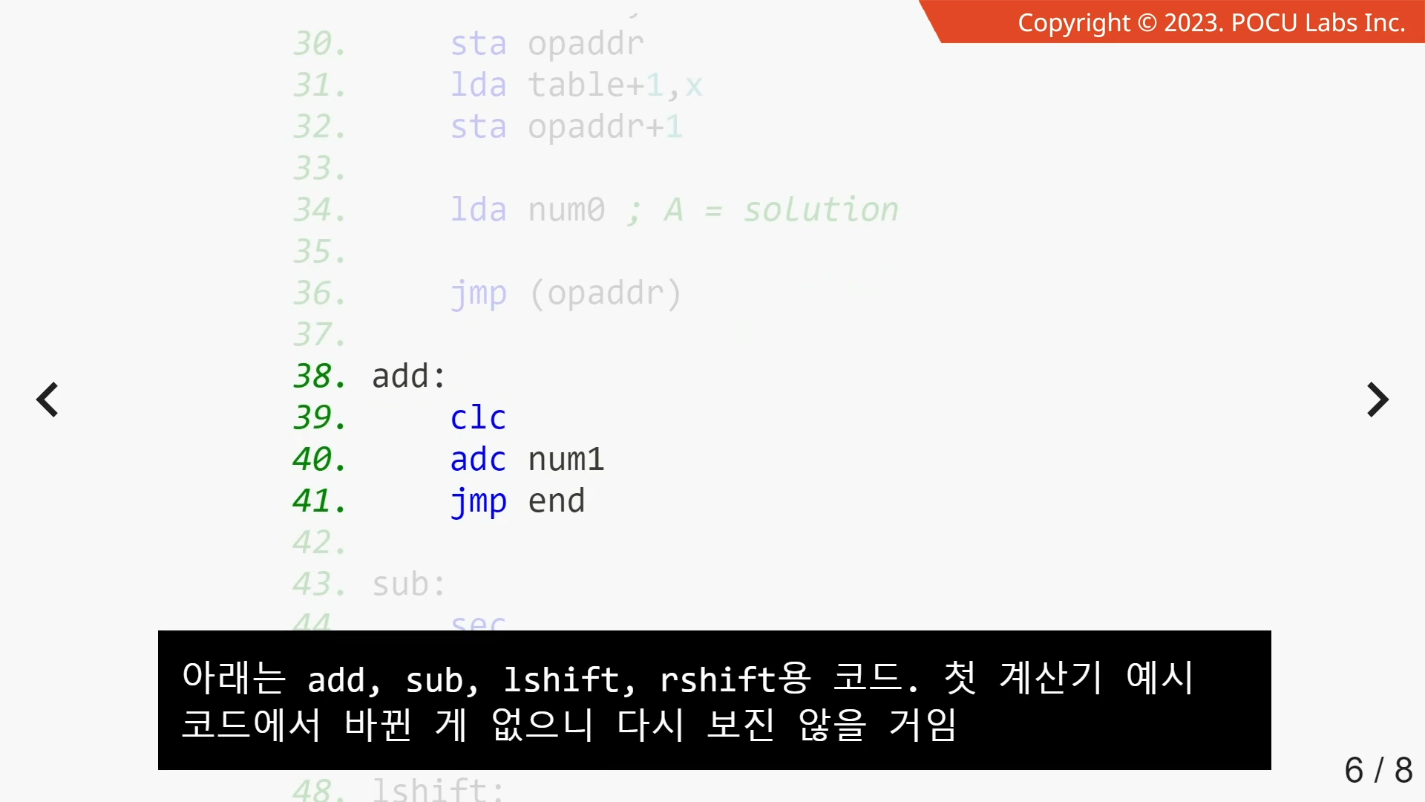 Copyright © 2023. POCU Labs Inc.
30. sta opaddr
31. lda table+1,x
32. sta opaddr+1
33.
34. lda num0 ; A = solution
35.
36. jmp (opaddr)
37.
38. add:
39. clc
40. adc num1
41. jmp end
42.
43. sub:
44. sec
아래는 add, sub, lshift, rshift용 코드. 첫 계산기 예시
코드에서 바뀐 게 없으니 다시 보진 않을 거임
48. lshift:
6 / 8